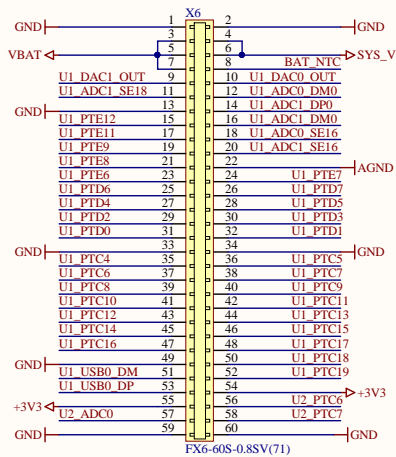 X6
GND 1 2 GND
3 4
VBAT 5 6 SYS_V
7 8 BAT_NTC
U1_DAC1_OUT 9 10 U1_DAC0_OUT
U1_ADC1_SE18 11 12 U1_ADC0_DM0
GND 13 14 U1_ADC1_DP0
U1_PTE12 15 16 U1_ADC1_DM0
U1_PTE11 17 18 U1_ADC0_SE16
U1_PTE9 19 20 U1_ADC1_SE16
U1_PTE8 21 22 AGND
U1_PTE6 23 24 U1_PTE7
U1_PTD6 25 26 U1_PTD7
U1_PTD4 27 28 U1_PTD5
U1_PTD2 29 30 U1_PTD3
U1_PTD0 31 32 U1_PTD1
GND 33 34 GND
U1_PTC4 35 36 U1_PTC5
U1_PTC6 37 38 U1_PTC7
U1_PTC8 39 40 U1_PTC9
U1_PTC10 41 42 U1_PTC11
U1_PTC12 43 44 U1_PTC13
U1_PTC14 45 46 U1_PTC15
U1_PTC16 47 48 U1_PTC17
GND 49 50 U1_PTC18
U1_USB0_DM 51 52 U1_PTC19
U1_USB0_DP 53 54 +3V3
+3V3 55 56 U2_PTC6
U2_ADC0 57 58 U2_PTC7
GND 59 60 GND
FX6-60S-0.8SV(71)